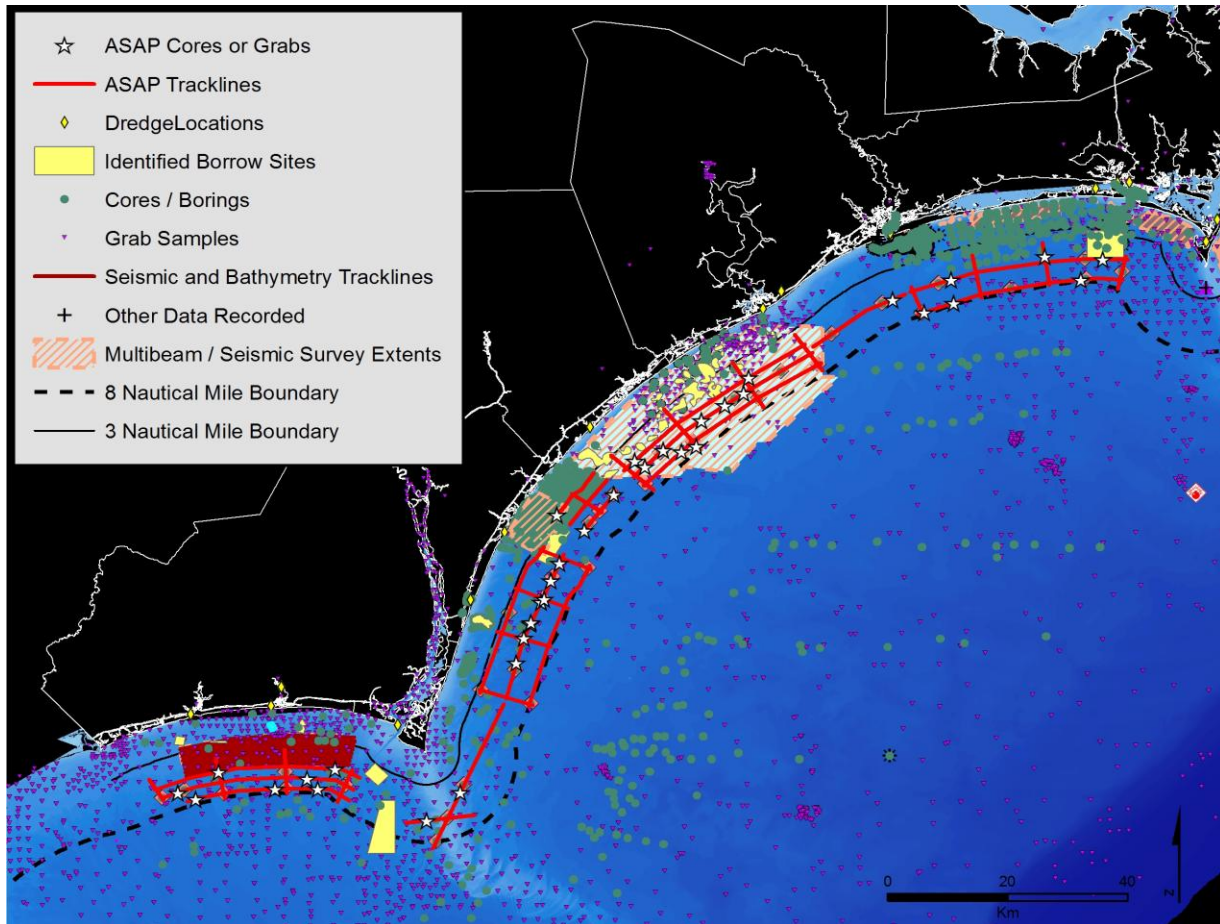 ASAP Cores or Grabs
ASAP Tracklines
DredgeLocations
Identified Borrow Sites
Cores / Borings
Grab Samples
Seismic and Bathymetry Tracklines
Other Data Recorded
Multibeam / Seismic Survey Extents
8 Nautical Mile Boundary
3 Nautical Mile Boundary
0 20 40
Km
N